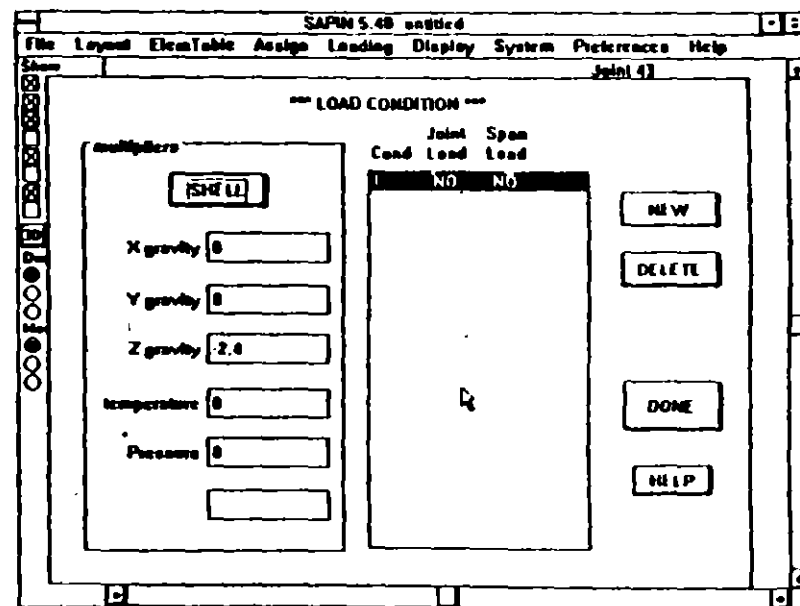 SAPIN 5.40 untitled
File Layout ElemTable Assign Loading Display System Preferences Help
Show
Joint 43
*** LOAD CONDITION ***
multipliers
Joint Span
Cond Load Load
SHELL
1 NO NO
NEW
X gravity 0
DELETE
Y gravity 0
Z gravity -2.4
temperature 0
DONE
Pressure 0
HELP